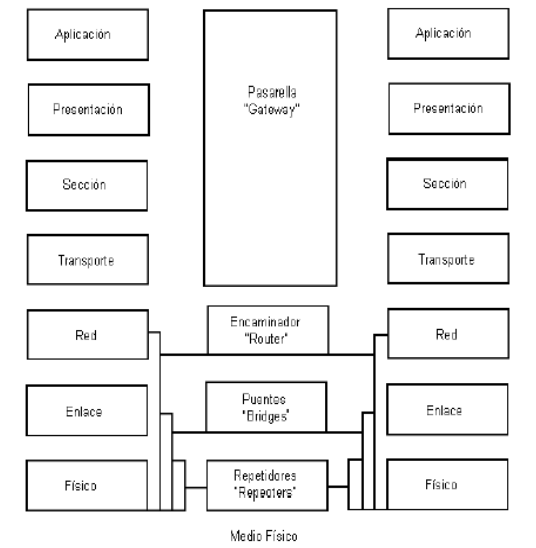 Aplicación
Pasarella
"Gateway"
Aplicación
Presentación
Presentación
Sección
Sección
Transporte
Transporte
Red
Encaminador
"Router"
Red
Enlace
Puentes
"Bridges"
Enlace
Físico
Repetidores
"Repeaters"
Físico
Medio Físico